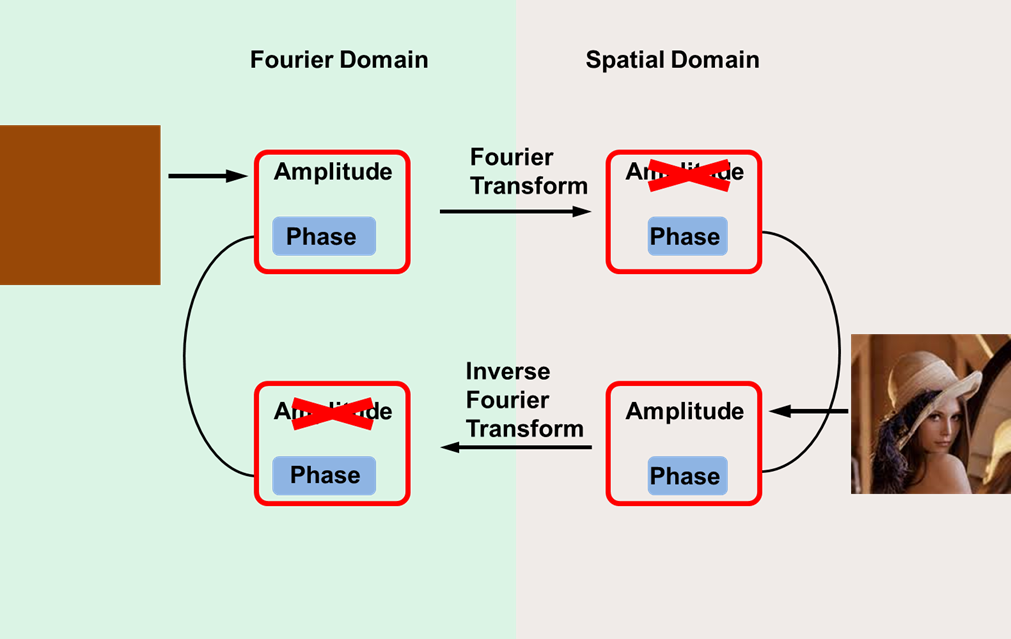 Fourier Domain
Spatial Domain
Amplitude
Phase
Fourier
Transform
Amplitude
Phase
Inverse
Fourier
Transform
Amplitude
Phase
Amplitude
Phase